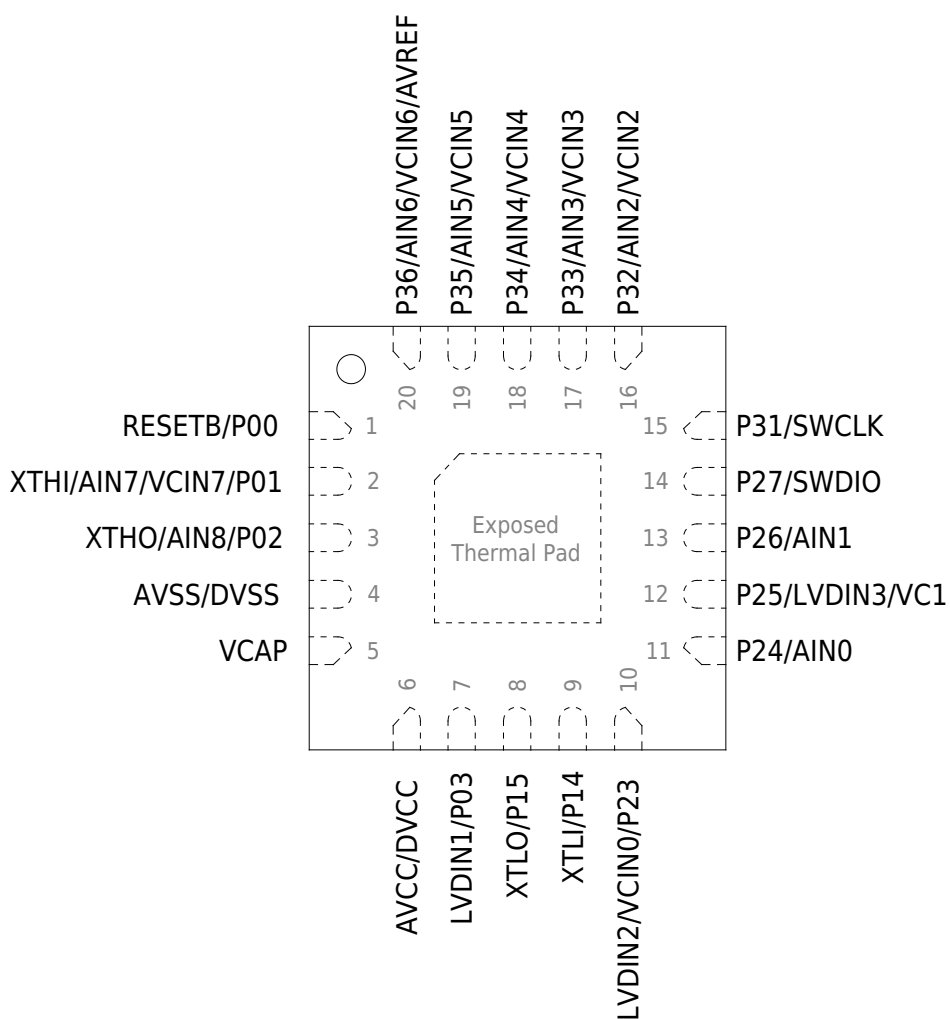 P36/AIN6/VCIN6/AVREF
P35/AIN5/VCIN5
P34/AIN4/VCIN4
P33/AIN3/VCIN3
P32/AIN2/VCIN2
20
19
18
17
16
RESETB/P00
1
15
P31/SWCLK
XTHI/AIN7/VCIN7/P01
2
14
P27/SWDIO
XTHO/AIN8/P02
3
Exposed
Thermal Pad
13
P26/AIN1
AVSS/DVSS
4
12
P25/LVDIN3/VC1
VCAP
5
11
P24/AIN0
6
7
8
9
10
AVCC/DVCC
LVDIN1/P03
XTLO/P15
XTLI/P14
LVDIN2/VCIN0/P23